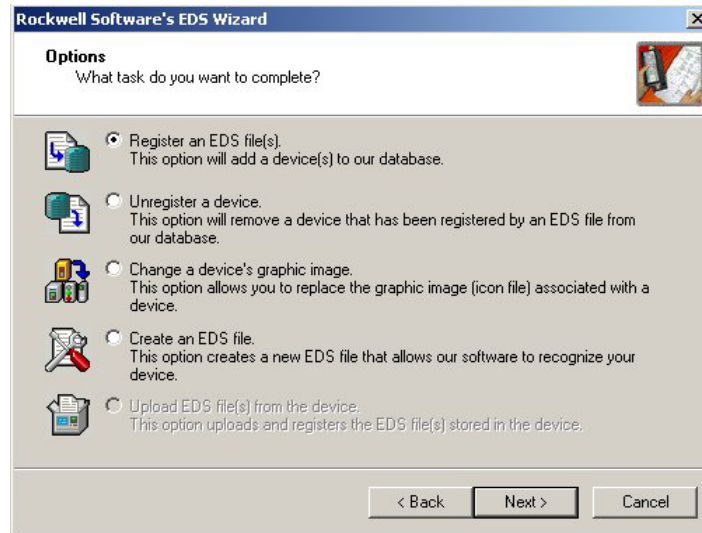 Rockwell Software's EDS Wizard
Options
What task do you want to complete?
Register an EDS file(s).
This option will add a device(s) to our database.
Unregister a device.
This option will remove a device that has been registered by an EDS file from
our database.
Change a device's graphic image.
This option allows you to replace the graphic image (icon file) associated with a
device.
Create an EDS file.
This option creates a new EDS file that allows our software to recognize your
device.
Upload EDS file(s) from the device.
This option uploads and registers the EDS file(s) stored in the device.
< Back Next > Cancel